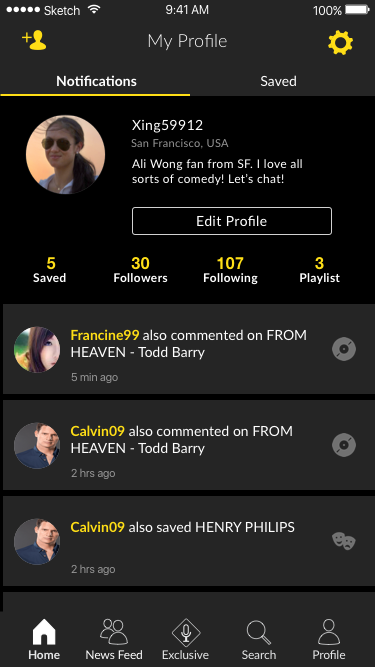 Sketch 9:41 AM 100%
My Profile
Notifications Saved
Xing59912
San Francisco, USA
Ali Wong fan from SF. I love all
sorts of comedy! Let's chat!
Edit Profile
5 30 107 3
Saved Followers Following Playlist
Francine99 also commented on FROM
HEAVEN - Todd Barry
5 min ago
Calvin09 also commented on FROM
HEAVEN - Todd Barry
2 hrs ago
Calvin09 also saved HENRY PHILIPS
2 hrs ago
Home News Feed Exclusive Search Profile